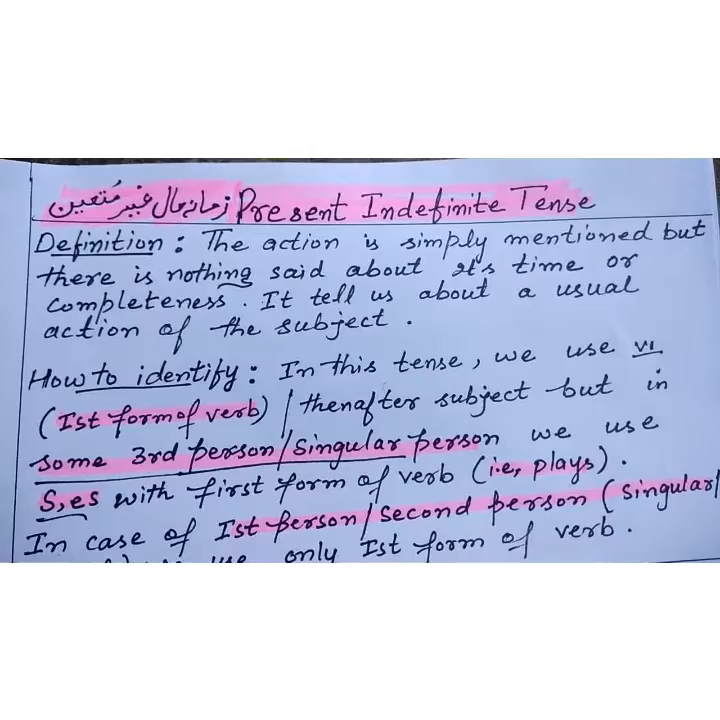 زمانہ حال غیر مُتعین Present Indefinite Tense
Definition : The action is simply mentioned but
there is nothing said about it's time or
completeness. It tell us about a usual
action of the subject.
How to identify : In this tense, we use V1
(Ist form of verb) / thenafter subject but in
some 3rd person/Singular person we use
S,es with first form of verb (i.e, plays).
In case of Ist person/Second person (Singular/
use only Ist form of verb.